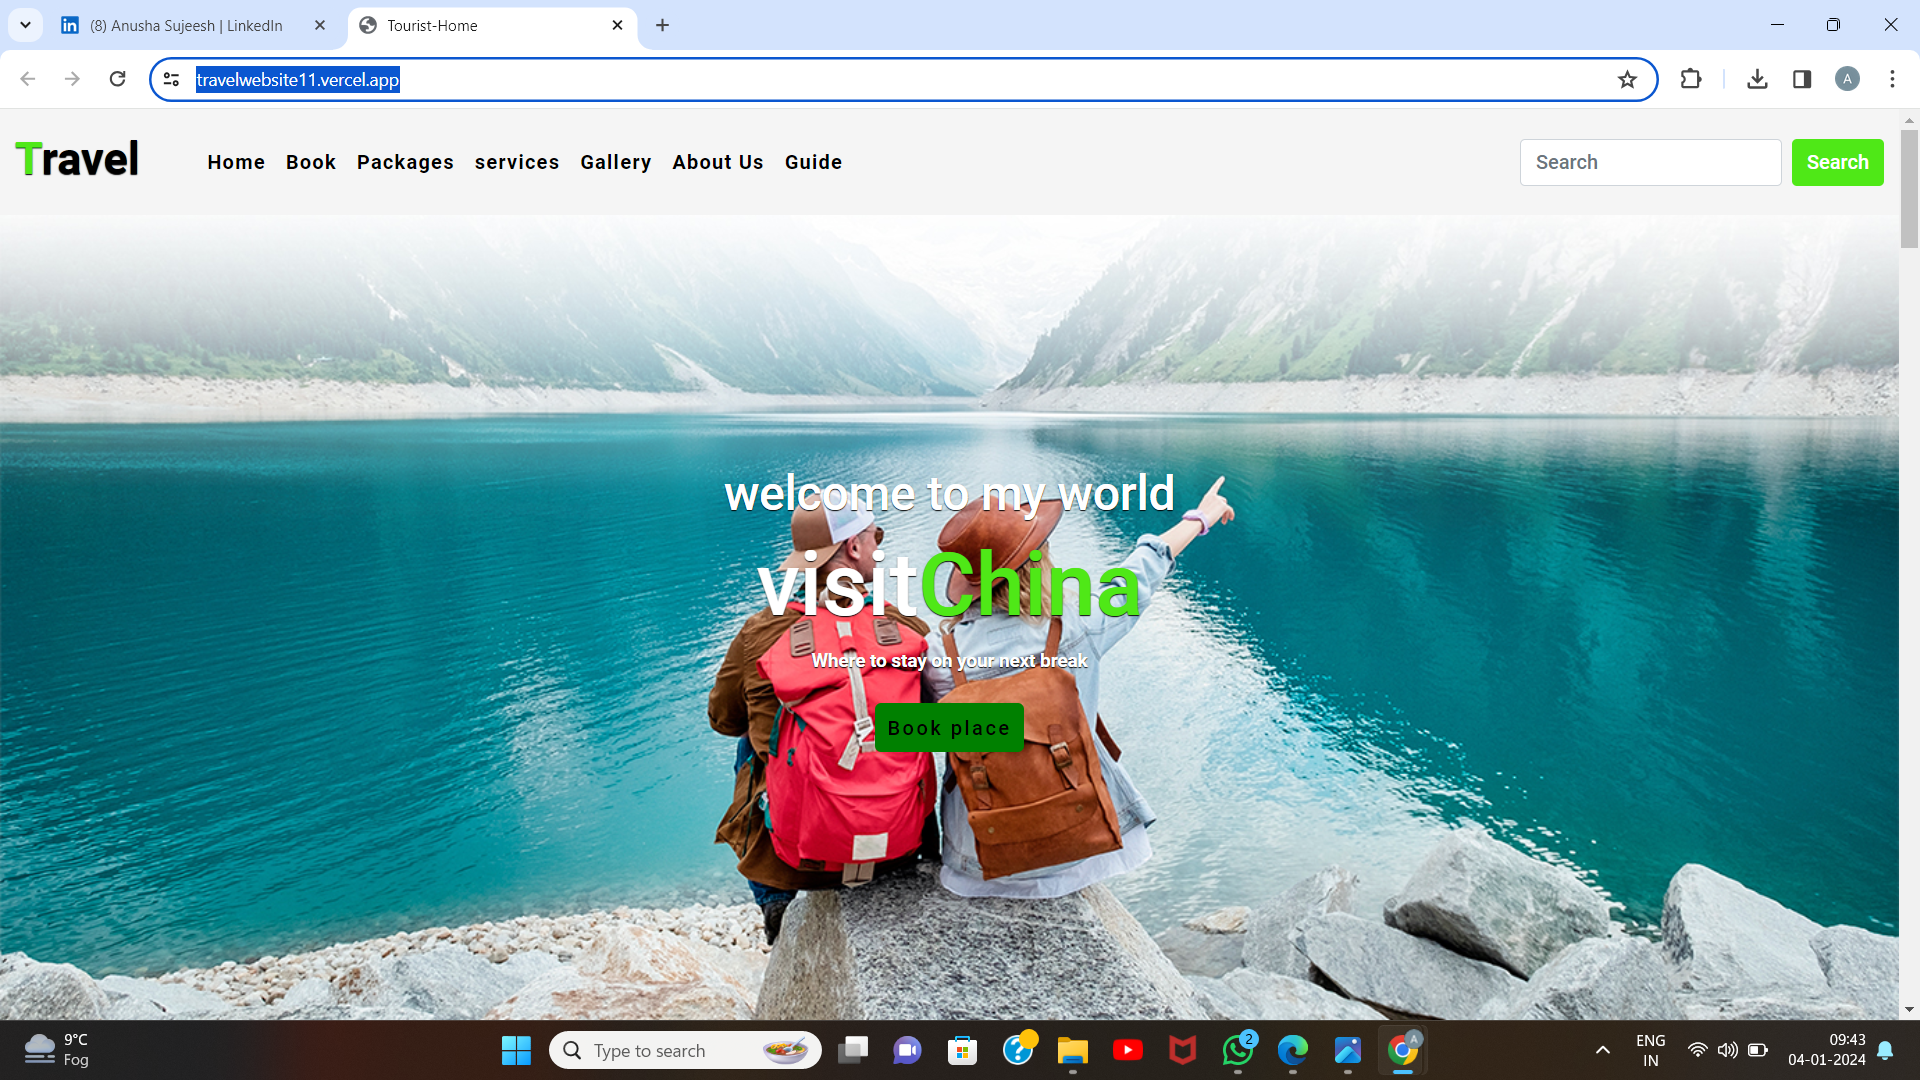 (8) Anusha Sujeesh | LinkedIn
Tourist-Home
travelwebsite11.vercel.app
A
Travel
Home Book Packages services Gallery About Us Guide
Search
Search
welcome to my world
visitChina
Where to stay on your next break
Book place
9°C
Fog
Type to search
2
A
ENG
IN
09:43
04-01-2024